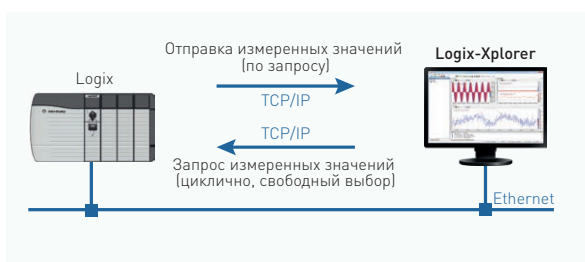 Отправка измеренных значений
(по запросу)
Logix-Xplorer
Logix
TCP/IP
TCP/IP
Запрос измеренных значений
(циклично, свободный выбор)
Ethernet